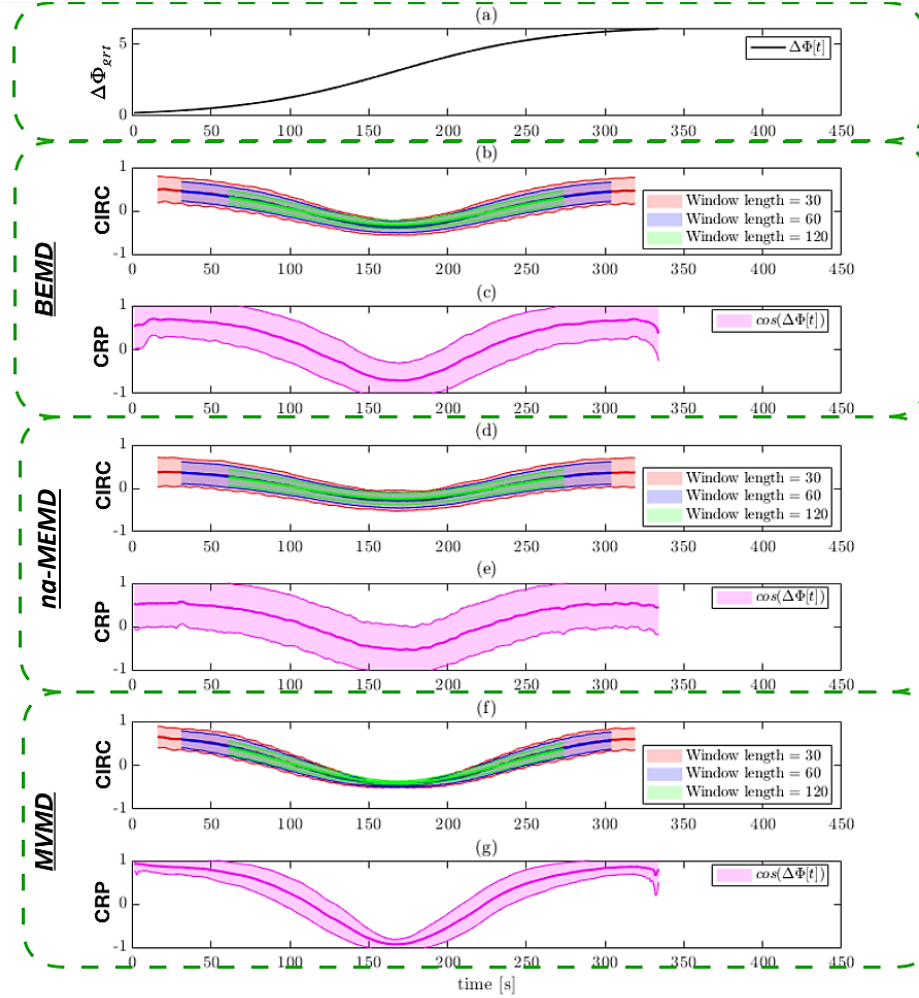 (a)
ΔΦ_grt
5
0
ΔΦ[t]
0 50 100 150 200 250 300 350 400 450
BEMD
(b)
CIRC
1
0
-1
Window length = 30
Window length = 60
Window length = 120
0 50 100 150 200 250 300 350 400 450
(c)
CRP
1
0
-1
cos(ΔΦ[t])
0 50 100 150 200 250 300 350 400 450
na-MEMD
(d)
CIRC
1
0
-1
Window length = 30
Window length = 60
Window length = 120
0 50 100 150 200 250 300 350 400 450
(e)
CRP
1
0
-1
cos(ΔΦ[t])
0 50 100 150 200 250 300 350 400 450
MVMD
(f)
CIRC
1
0
-1
Window length = 30
Window length = 60
Window length = 120
0 50 100 150 200 250 300 350 400 450
(g)
CRP
1
0
-1
cos(ΔΦ[t])
0 50 100 150 200 250 300 350 400 450
time [s]